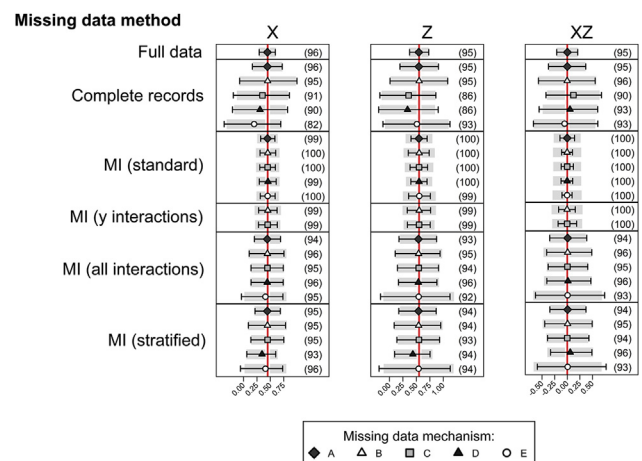 Missing data method
X Z XZ
Full data (96) (95) (95)
(96) (95) (95)
(95) (95) (96)
Complete records (91) (86) (90)
(90) (86) (93)
(82) (93) (93)
(99) (100) (100)
(100) (100) (100)
MI (standard) (100) (100) (100)
(99) (100) (100)
(100) (99) (100)
MI (y interactions) (99) (99) (100)
(99) (99) (100)
(94) (93) (94)
(96) (95) (96)
MI (all interactions) (95) (94) (95)
(96) (94) (96)
(95) (92) (93)
(95) (94) (94)
(95) (94) (95)
MI (stratified) (95) (93) (94)
(93) (94) (96)
(96) (94) (93)
0.00 0.25 0.50 0.75 0.00 0.25 0.50 0.75 1.00 -0.50 -0.25 0.00 0.25 0.50
Missing data mechanism:
A B C D E